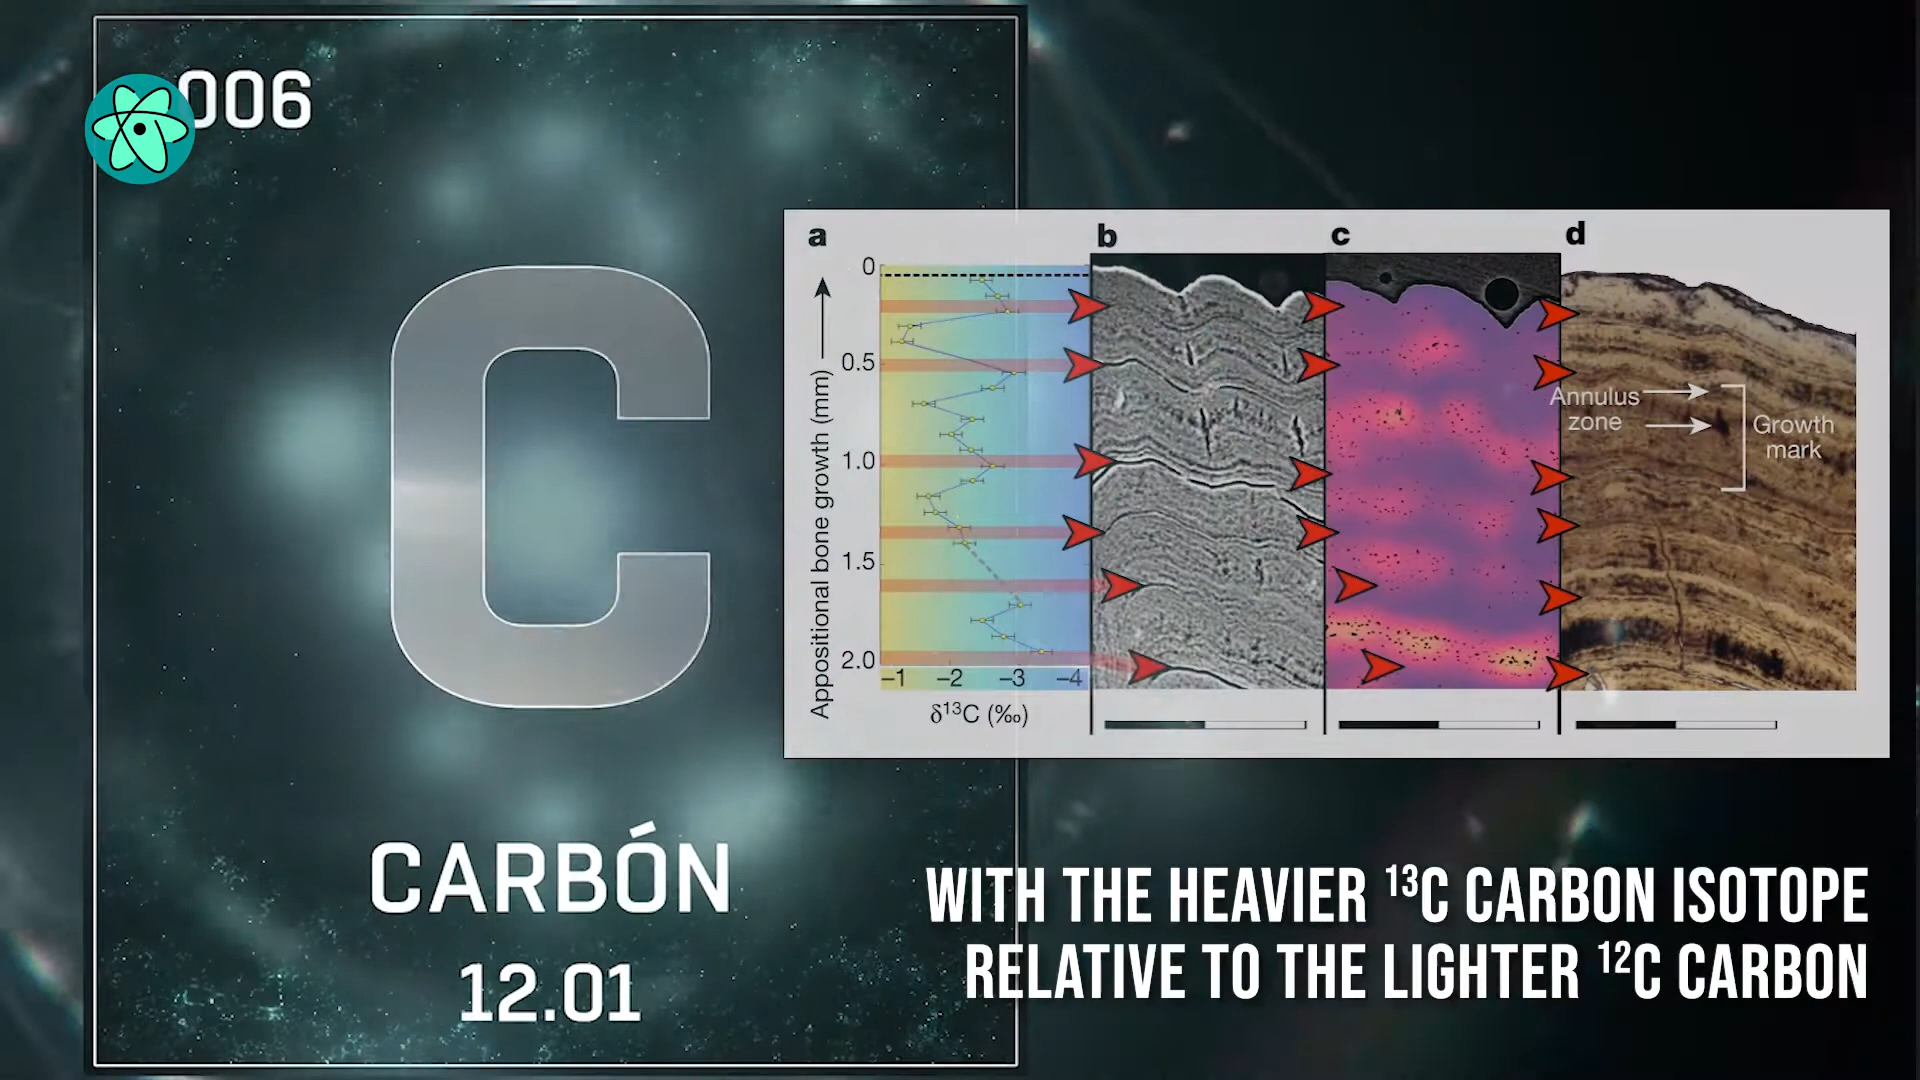 006
C
CARBÓN
12.01
a
b
c
d
0
0.5
1.0
1.5
2.0
Appositional bone growth (mm)
–1 –2 –3 –4
δ¹³C (‰)
Annulus
zone
Growth
mark
WITH THE HEAVIER ¹³C CARBON ISOTOPE
RELATIVE TO THE LIGHTER ¹²C CARBON